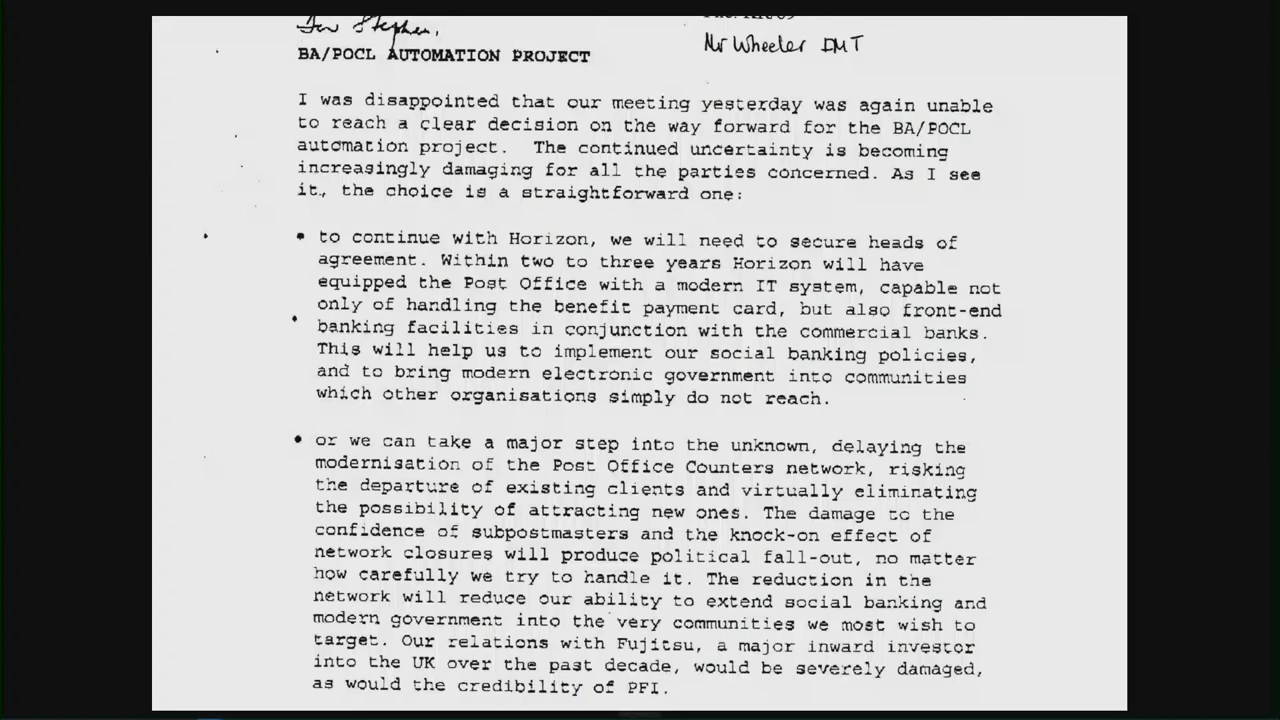 Stephen,
Mr Wheeler DMT
BA/POCL AUTOMATION PROJECT
I was disappointed that our meeting yesterday was again unable
to reach a clear decision on the way forward for the BA/POCL
automation project. The continued uncertainty is becoming
increasingly damaging for all the parties concerned. As I see
it, the choice is a straightforward one:
• to continue with Horizon, we will need to secure heads of
agreement. Within two to three years Horizon will have
equipped the Post Office with a modern IT system, capable not
only of handling the benefit payment card, but also front-end
banking facilities in conjunction with the commercial banks.
This will help us to implement our social banking policies,
and to bring modern electronic government into communities
which other organisations simply do not reach.
• or we can take a major step into the unknown, delaying the
modernisation of the Post Office Counters network, risking
the departure of existing clients and virtually eliminating
the possibility of attracting new ones. The damage to the
confidence of subpostmasters and the knock-on effect of
network closures will produce political fall-out, no matter
how carefully we try to handle it. The reduction in the
network will reduce our ability to extend social banking and
modern government into the very communities we most wish to
target. Our relations with Fujitsu, a major inward investor
into the UK over the past decade, would be severely damaged,
as would the credibility of PFI.